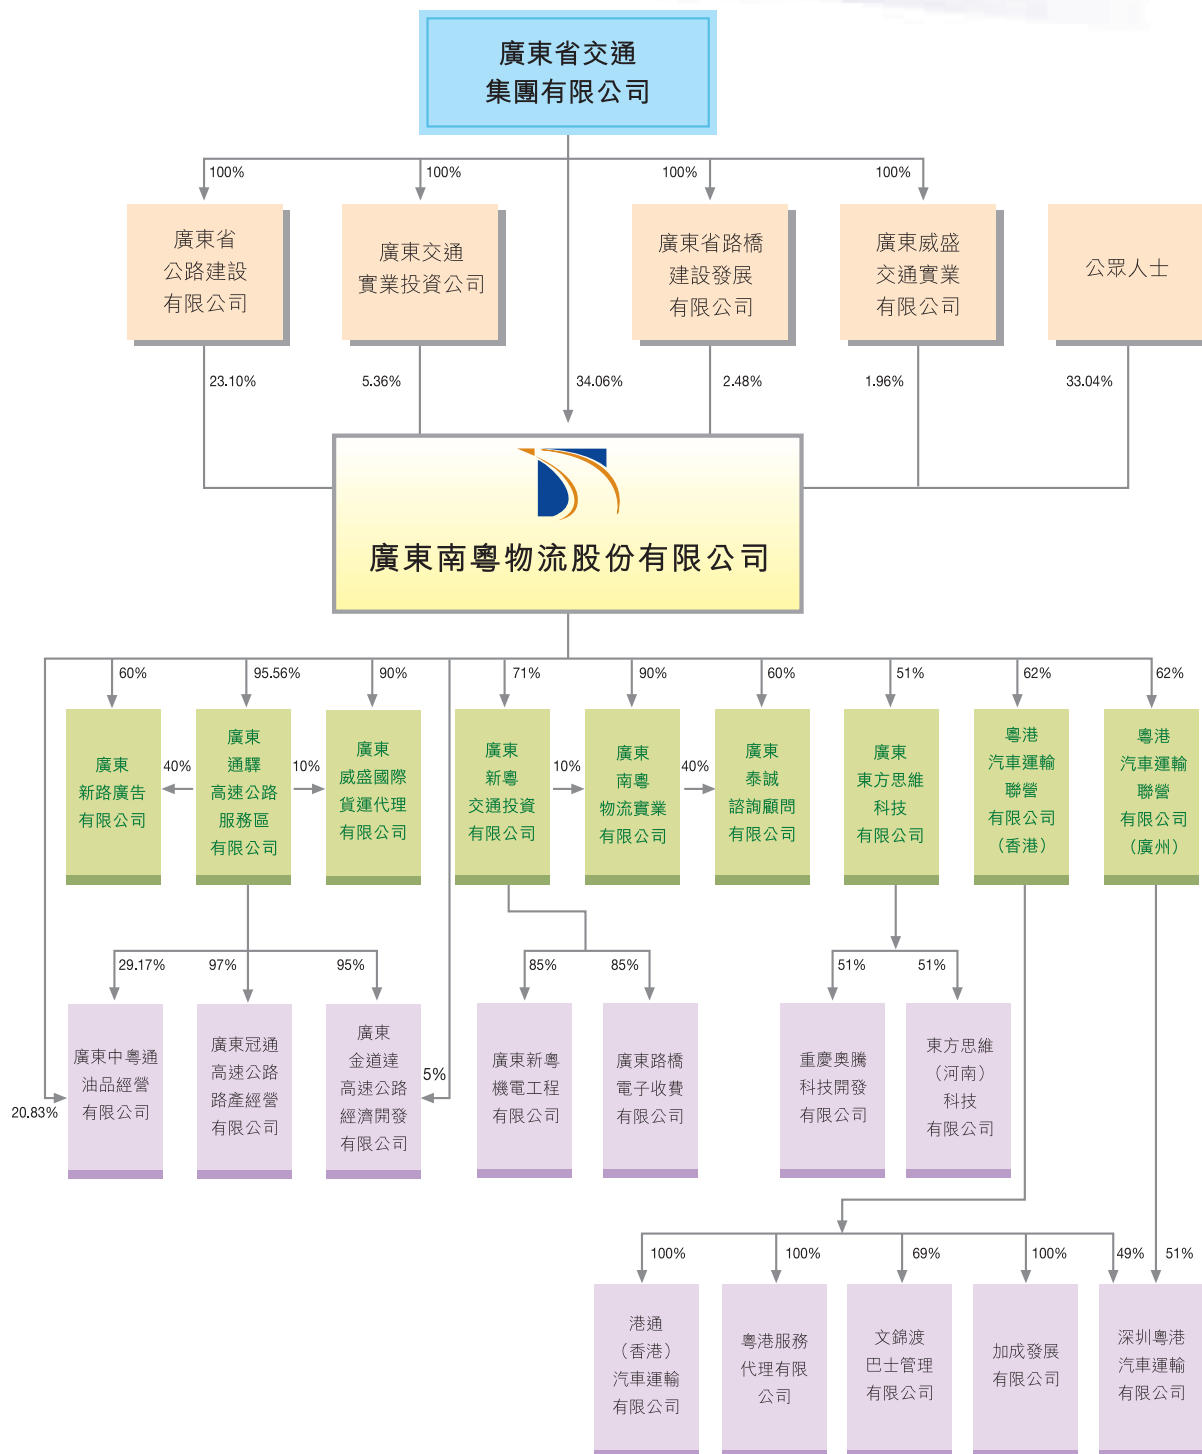 廣東省交通
集團有限公司
100%
100%
100%
100%
廣東省
公路建設
有限公司
廣東交通
實業投資公司
廣東省路橋
建設發展
有限公司
廣東威盛
交通實業
有限公司
公眾人士
23.10%
5.36%
34.06%
2.48%
1.96%
33.04%
廣東南粵物流股份有限公司
60%
95.56%
90%
71%
90%
60%
51%
62%
62%
廣東
新路廣告
有限公司
40%
廣東
通驛
高速公路
服務區
有限公司
10%
廣東
威盛國際
貨運代理
有限公司
廣東
新粵
交通投資
有限公司
10%
廣東
南粵
物流實業
有限公司
40%
廣東
泰誠
諮詢顧問
有限公司
廣東
東方思維
科技
有限公司
粵港
汽車運輸
聯營
有限公司
（香港）
粵港
汽車運輸
聯營
有限公司
（廣州）
29.17%
97%
95%
85%
85%
51%
51%
20.83%
廣東中粵通
油品經營
有限公司
廣東冠通
高速公路
路產經營
有限公司
廣東
金道達
高速公路
經濟開發
有限公司
5%
廣東新粵
機電工程
有限公司
廣東路橋
電子收費
有限公司
重慶奧騰
科技開發
有限公司
東方思維
（河南）
科技
有限公司
100%
100%
69%
100%
49%
51%
港通
（香港）
汽車運輸
有限公司
粵港服務
代理有限
公司
文錦渡
巴士管理
有限公司
加成發展
有限公司
深圳粵港
汽車運輸
有限公司